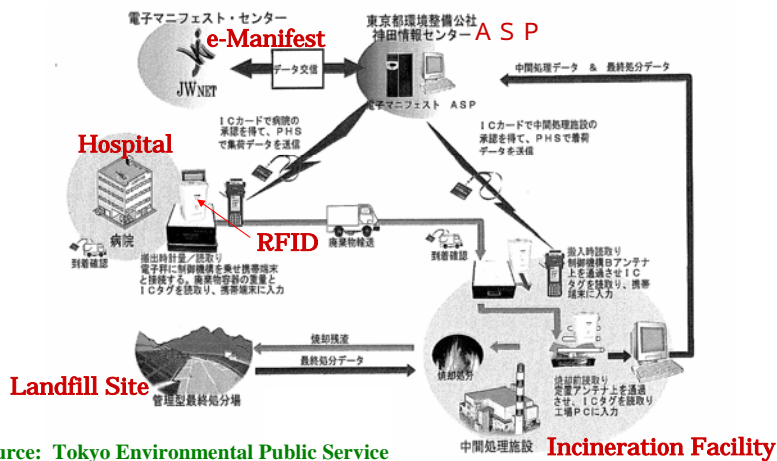 電子マニフェスト・センター
e-Manifest
JWNET
データ交信
東京都環境整備公社
神田情報センター
ASP
電子マニフェスト ASP
中間処理データ & 最終処分データ
ICカードで病院の
承認を得て、PHS
で集荷データを送信
ICカードで中間処理施設の
承認を得て、PHSで着荷
データを送信
Hospital
病院
RFID
廃棄物輸送
到着確認
到着確認
搬出時計量/読取り
電子秤に制御機構を乗せ携帯端末
と接続する。廃棄物容器の重量と
ICタグを読取り、携帯端末に入力
搬入時読取り
制御機構Bアンテナ
上を通過させIC
タグを読取り、携帯
端末に入力
焼却残渣
最終処分データ
Landfill Site
管理型最終処分場
焼却処分
焼却前読取り
定置アンテナ上を通過
させ、ICタグを読取り
工場PCに入力
中間処理施設
Incineration Facility
urce: Tokyo Environmental Public Service